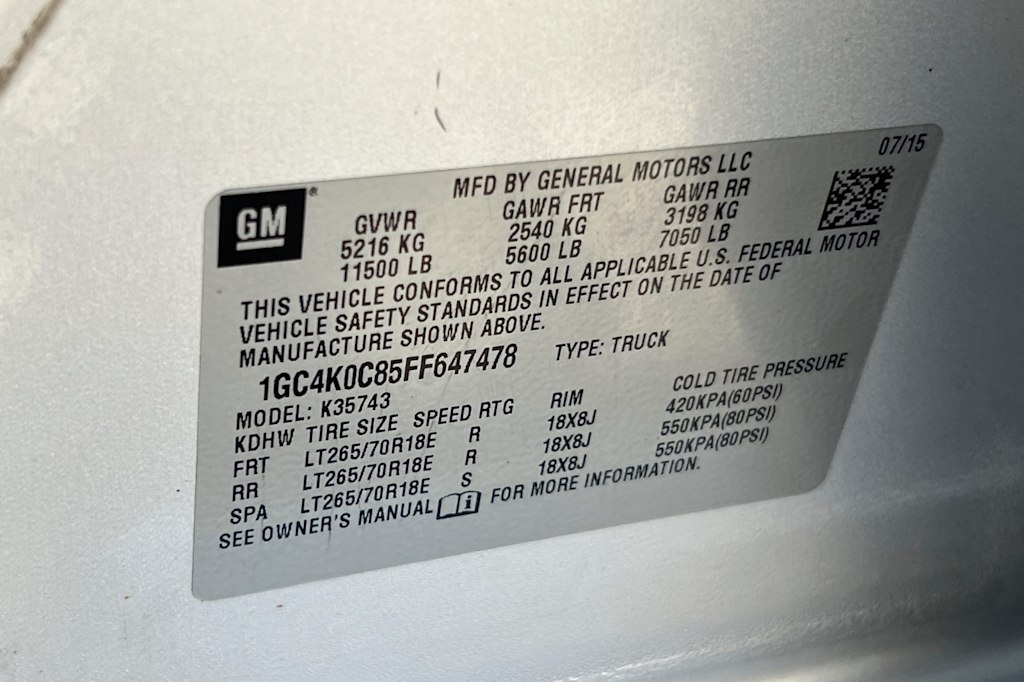 07/15
GM®
MFD BY GENERAL MOTORS LLC
GVWR GAWR FRT GAWR RR
5216 KG 2540 KG 3198 KG
11500 LB 5600 LB 7050 LB
THIS VEHICLE CONFORMS TO ALL APPLICABLE U.S. FEDERAL MOTOR
VEHICLE SAFETY STANDARDS IN EFFECT ON THE DATE OF
MANUFACTURE SHOWN ABOVE.
1GC4K0C85FF647478 TYPE: TRUCK
MODEL: K35743
KDHW TIRE SIZE SPEED RTG RIM COLD TIRE PRESSURE
FRT LT265/70R18E R 18X8J 420KPA(60PSI)
RR LT265/70R18E R 18X8J 550KPA(80PSI)
SPA LT265/70R18E S 18X8J 550KPA(80PSI)
SEE OWNER'S MANUAL i FOR MORE INFORMATION.